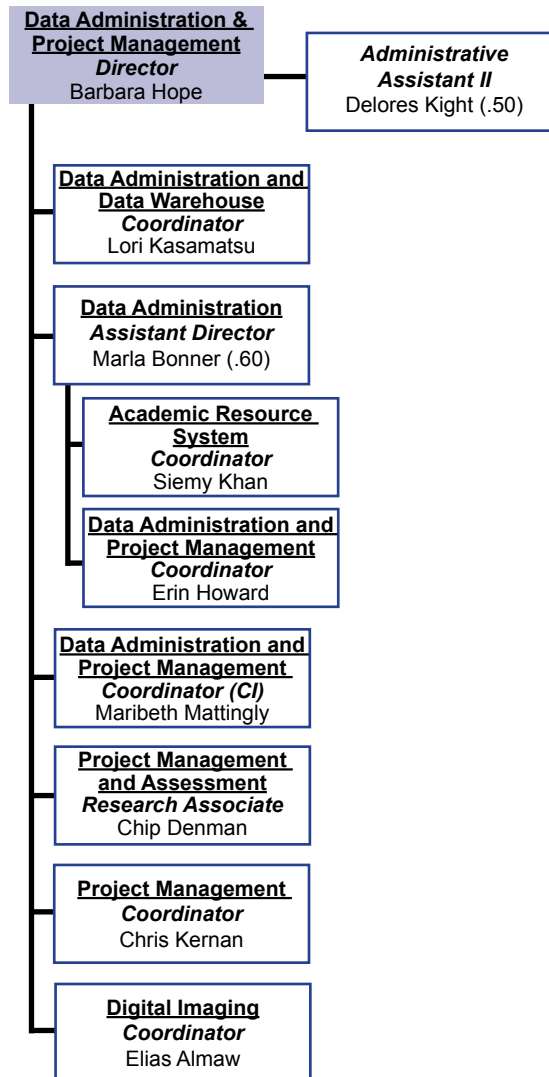 Data Administration &
Project Management
Director
Barbara Hope
Administrative
Assistant II
Delores Kight (.50)
Data Administration and
Data Warehouse
Coordinator
Lori Kasamatsu
Data Administration
Assistant Director
Marla Bonner (.60)
Academic Resource
System
Coordinator
Siemy Khan
Data Administration and
Project Management
Coordinator
Erin Howard
Data Administration and
Project Management
Coordinator (CI)
Maribeth Mattingly
Project Management
and Assessment
Research Associate
Chip Denman
Project Management
Coordinator
Chris Kernan
Digital Imaging
Coordinator
Elias Almaw